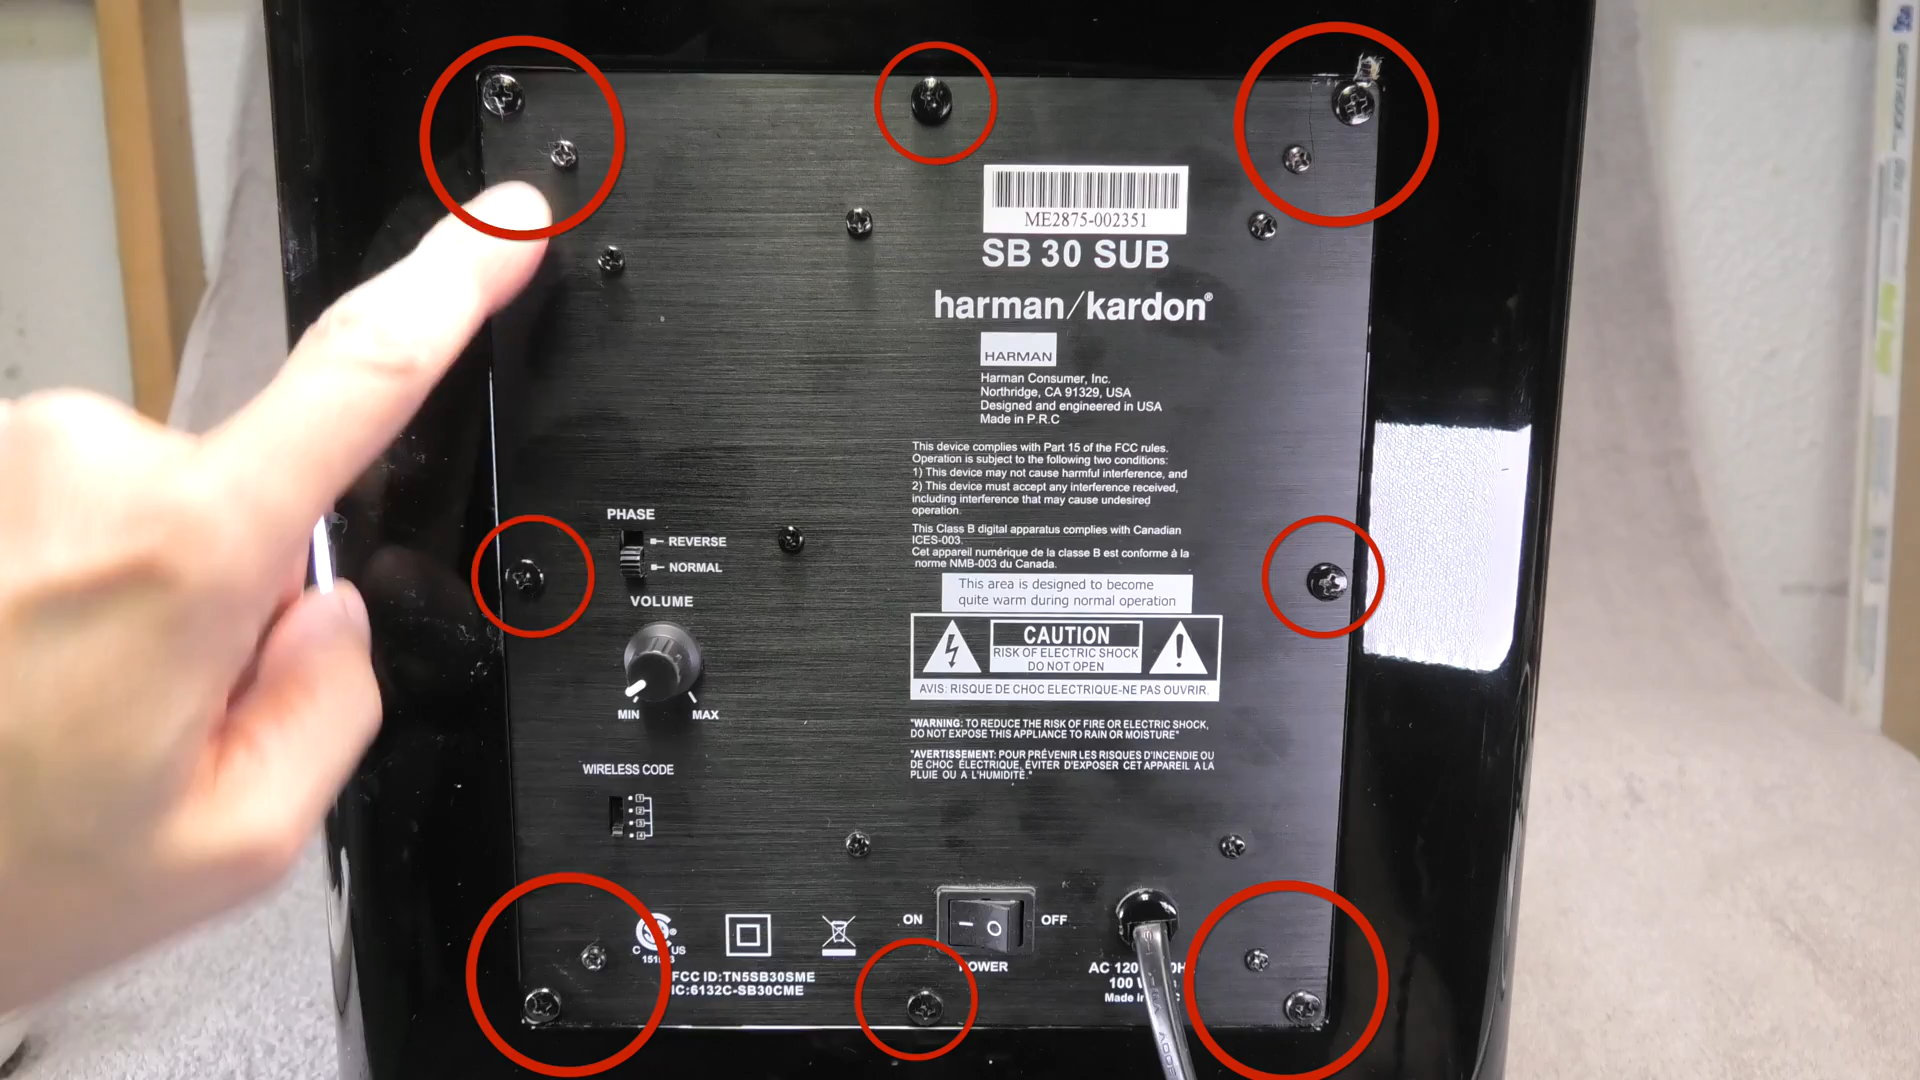 ME2875-002351
SB 30 SUB
harman/kardon®
HARMAN
Harman Consumer, Inc.
Northridge, CA 91329, USA
Designed and engineered in USA
Made in P.R.C
This device complies with Part 15 of the FCC rules.
Operation is subject to the following two conditions:
1) This device may not cause harmful interference, and
2) This device must accept any interference received,
including interference that may cause undesired
operation.
This Class B digital apparatus complies with Canadian
ICES-003.
Cet appareil numérique de la classe B est conforme à la
norme NMB-003 du Canada.
This area is designed to become
quite warm during normal operation
CAUTION
RISK OF ELECTRIC SHOCK
DO NOT OPEN
AVIS: RISQUE DE CHOC ELECTRIQUE-NE PAS OUVRIR.
"WARNING: TO REDUCE THE RISK OF FIRE OR ELECTRIC SHOCK,
DO NOT EXPOSE THIS APPLIANCE TO RAIN OR MOISTURE"
"AVERTISSEMENT: POUR PRÉVENIR LES RISQUES D'INCENDIE OU
DE CHOC ÉLECTRIQUE, ÉVITER D'EXPOSER CET APPAREIL A LA
PLUIE OU A L'HUMIDITÉ."
PHASE
REVERSE
NORMAL
VOLUME
MIN MAX
WIRELESS CODE
1
2
3
4
C US
ON OFF
POWER
FCC ID:TN5SB30SME
IC:6132C-SB30CME
AC 120
100
Made in